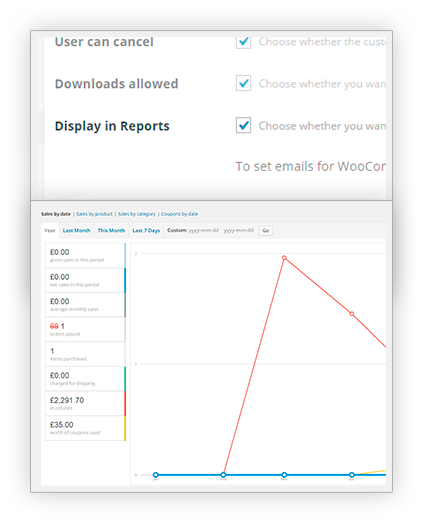 User can cancel
Choose whether the custo
Downloads allowed
Choose whether you wan
Display in Reports
Choose whether you wan
To set emails for WooCor
Sales by date | Sales by product | Sales by category | Coupons by date
Year Last Month This Month Last 7 Days Custom: yyyy-mm-dd yyyy-mm-dd Go
£0.00
gross sales in this period
£0.00
net sales in this period
£0.00
average monthly sales
69 1
orders placed
1
items purchased
£0.00
charged for shipping
£2,291.70
in refunds
£35.00
worth of coupons used